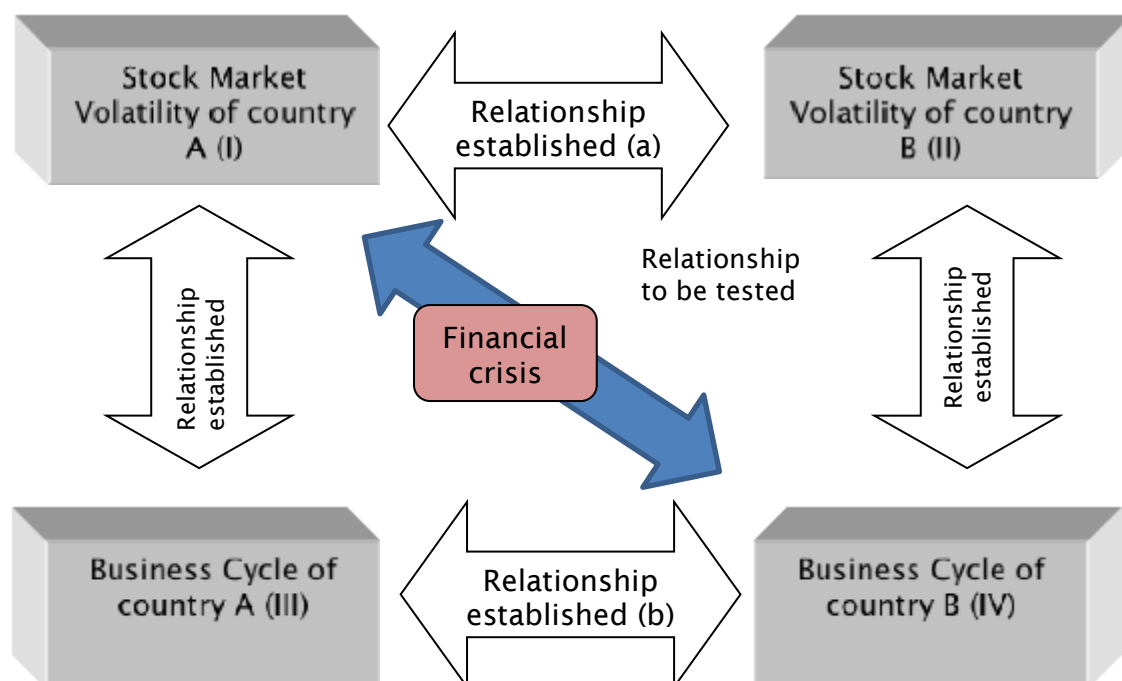 Stock Market
Volatility of country
A (I)
Relationship
established (a)
Stock Market
Volatility of country
B (II)
Relationship
established
Financial
crisis
Relationship
to be tested
Relationship
established
Business Cycle of
country A (III)
Relationship
established (b)
Business Cycle of
country B (IV)